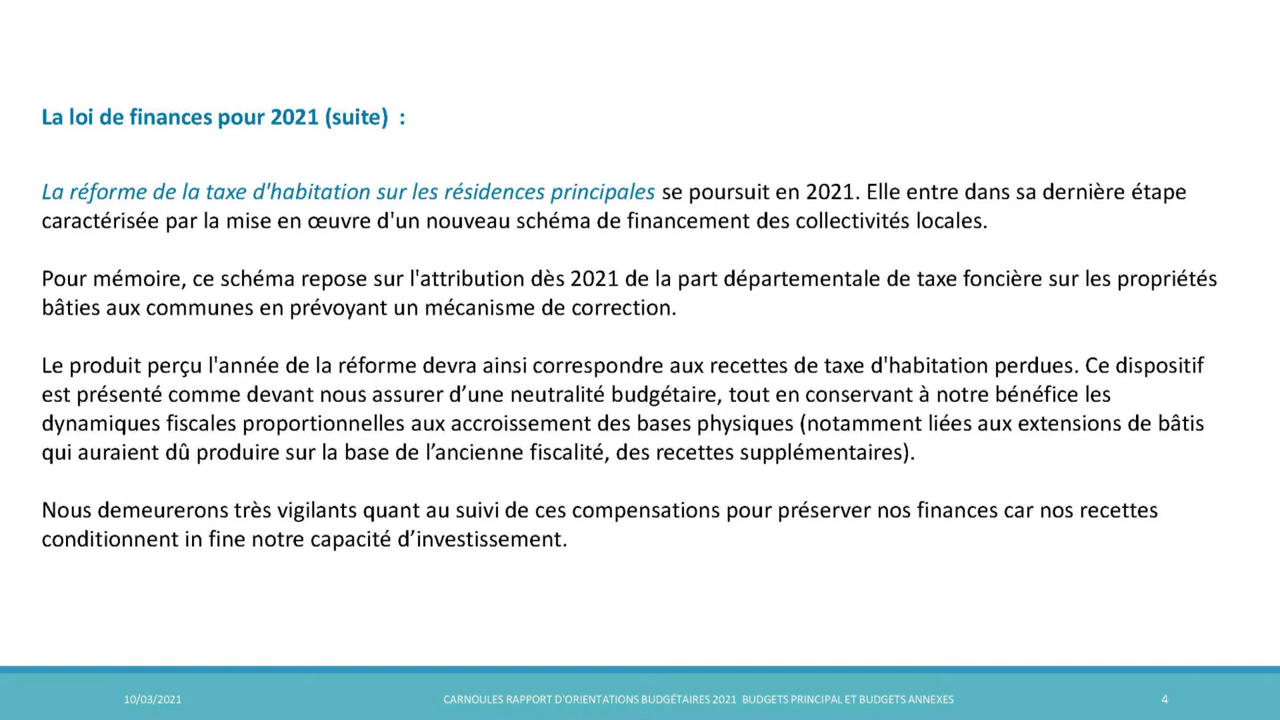 La loi de finances pour 2021 (suite)  :
La réforme de la taxe d'habitation sur les résidences principales se poursuit en 2021. Elle entre dans sa dernière étape
caractérisée par la mise en œuvre d'un nouveau schéma de financement des collectivités locales.
Pour mémoire, ce schéma repose sur l'attribution dès 2021 de la part départementale de taxe foncière sur les propriétés
bâties aux communes en prévoyant un mécanisme de correction.
Le produit perçu l'année de la réforme devra ainsi correspondre aux recettes de taxe d'habitation perdues. Ce dispositif
est présenté comme devant nous assurer d’une neutralité budgétaire, tout en conservant à notre bénéfice les
dynamiques fiscales proportionnelles aux accroissement des bases physiques (notamment liées aux extensions de bâtis
qui auraient dû produire sur la base de l’ancienne fiscalité, des recettes supplémentaires).
Nous demeurerons très vigilants quant au suivi de ces compensations pour préserver nos finances car nos recettes
conditionnent in fine notre capacité d’investissement.
10/03/2021 CARNOULES RAPPORT D'ORIENTATIONS BUDGÉTAIRES 2021  BUDGETS PRINCIPAL ET BUDGETS ANNEXES 4